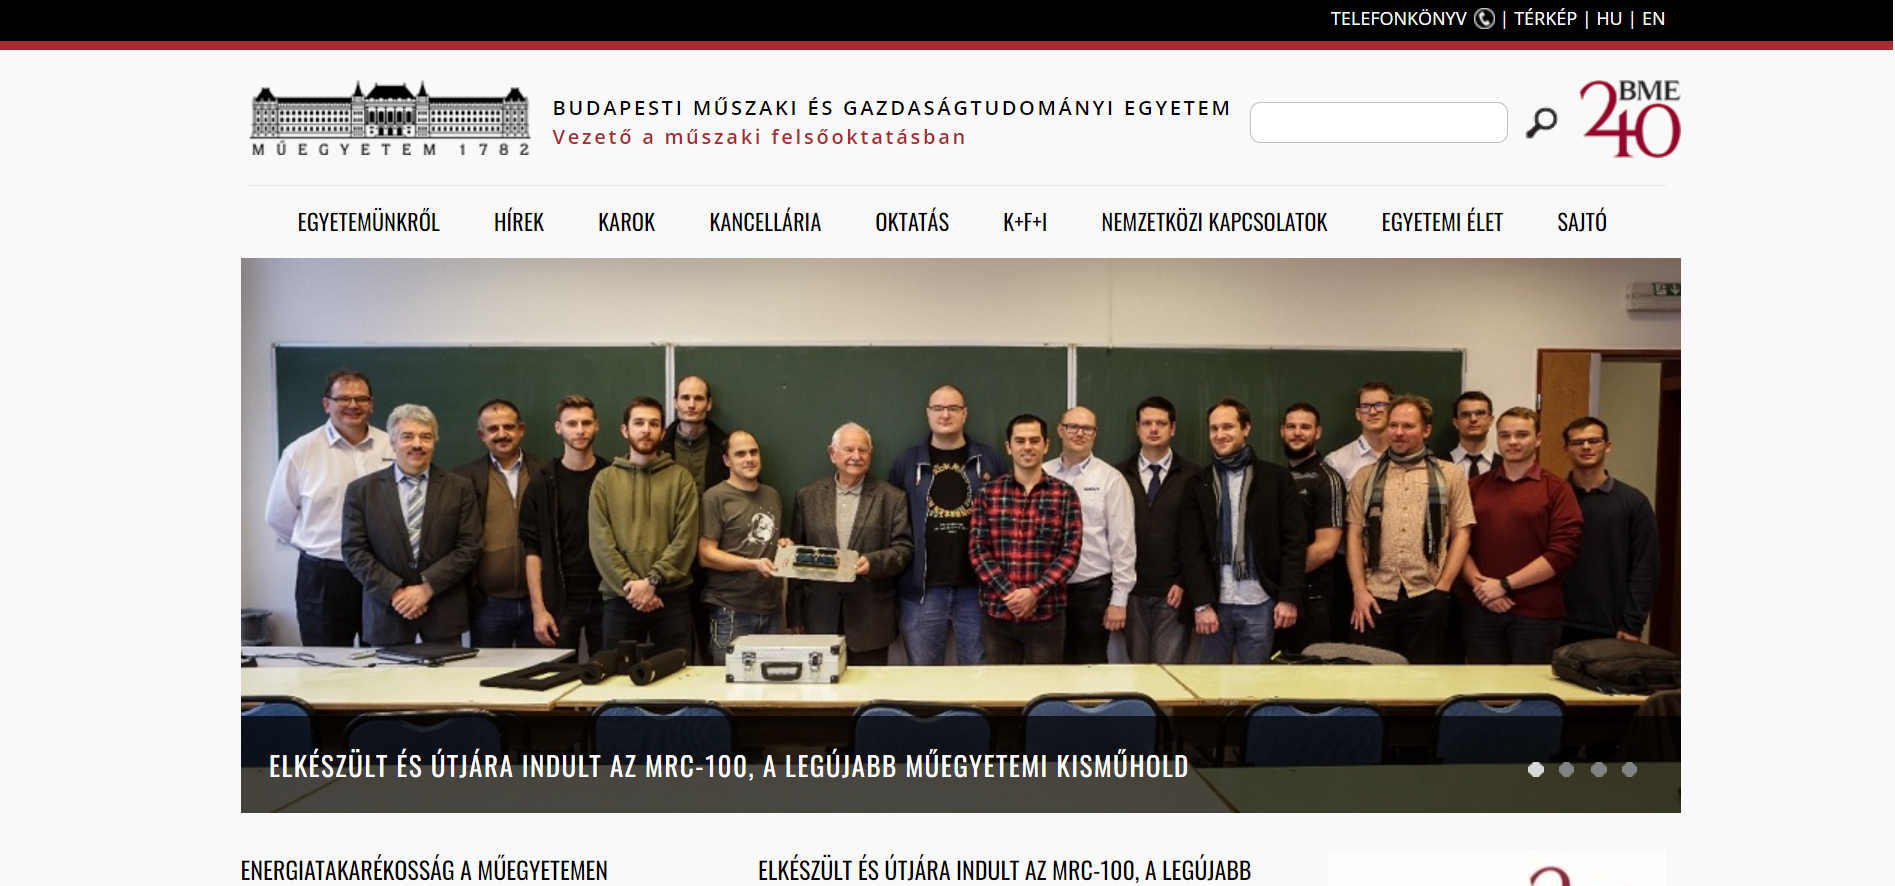 TELEFONKÖNYV | TÉRKÉP | HU | EN
MŰEGYETEM 1782
BUDAPESTI MŰSZAKI ÉS GAZDASÁGTUDOMÁNYI EGYETEM
Vezető a műszaki felsőoktatásban
BME
240
EGYETEMÜNKRŐL HÍREK KAROK KANCELLÁRIA OKTATÁS K+F+I NEMZETKÖZI KAPCSOLATOK EGYETEMI ÉLET SAJTÓ
ELKÉSZÜLT ÉS ÚTJÁRA INDULT AZ MRC-100, A LEGÚJABB MŰEGYETEMI KISMŰHOLD
ENERGIATAKARÉKOSSÁG A MŰEGYETEMEN
ELKÉSZÜLT ÉS ÚTJÁRA INDULT AZ MRC-100, A LEGÚJABB